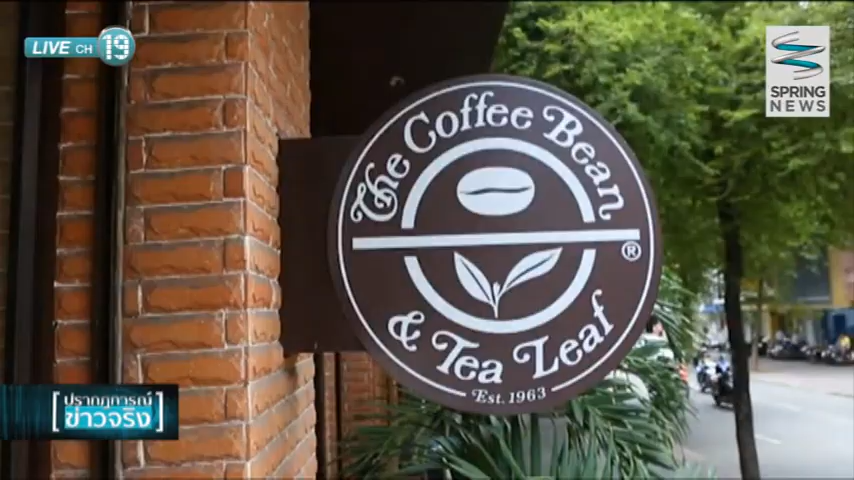 LIVE CH 19
SPRING
NEWS
The Coffee Bean
®
& Tea Leaf
EST. 1963
ปรากฏการณ์
ข่าวจริง